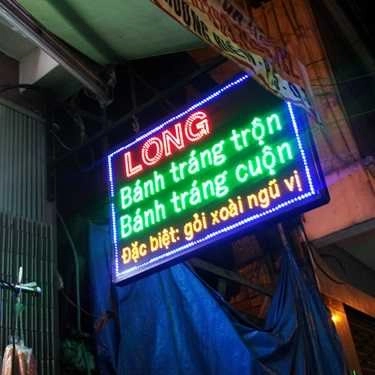 LONG
Bánh tráng trộn
Bánh tráng cuộn
Đặc biệt: gỏi xoài ngũ vị